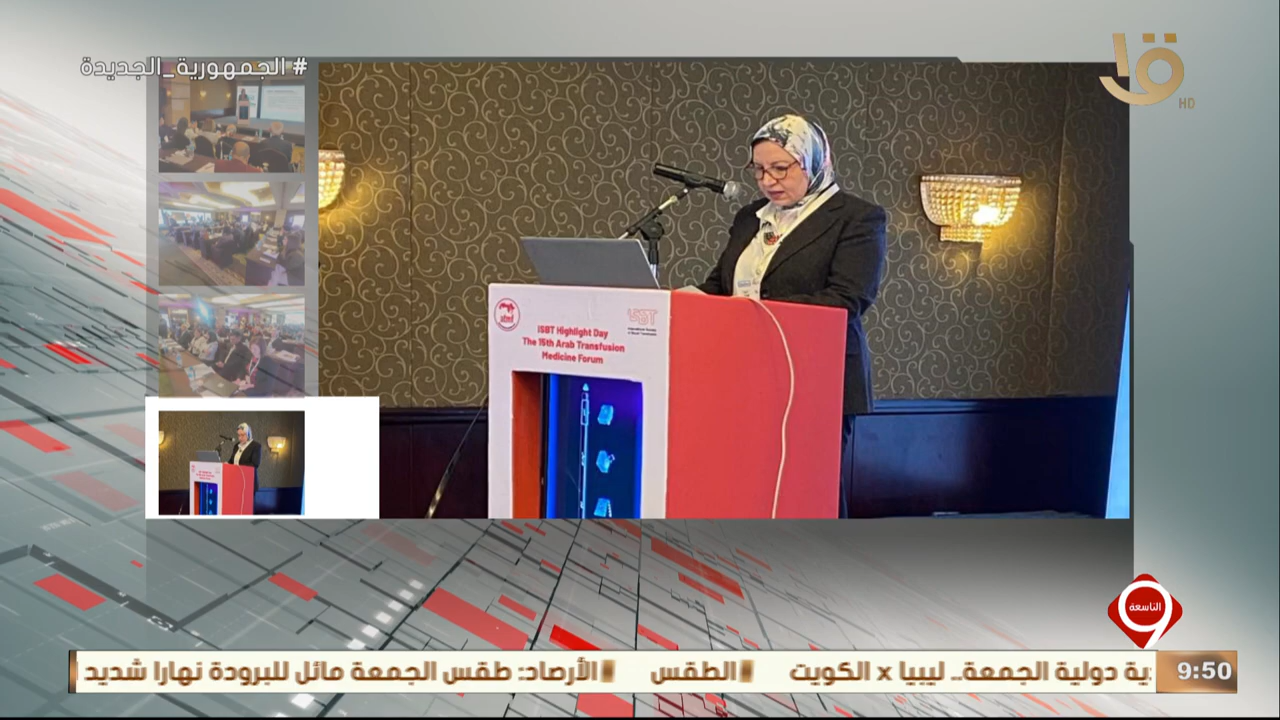 # الجمهورية_الجديدة
HD
ISBT
ISBT Highlight Day
The 15th Arab Transfusion
Medicine Forum
التاسعة
9
9:50
ية دولية الجمعة.. ليبيا x الكويت
الطقس
الأرصاد: طقس الجمعة مائل للبرودة نهارا شديد